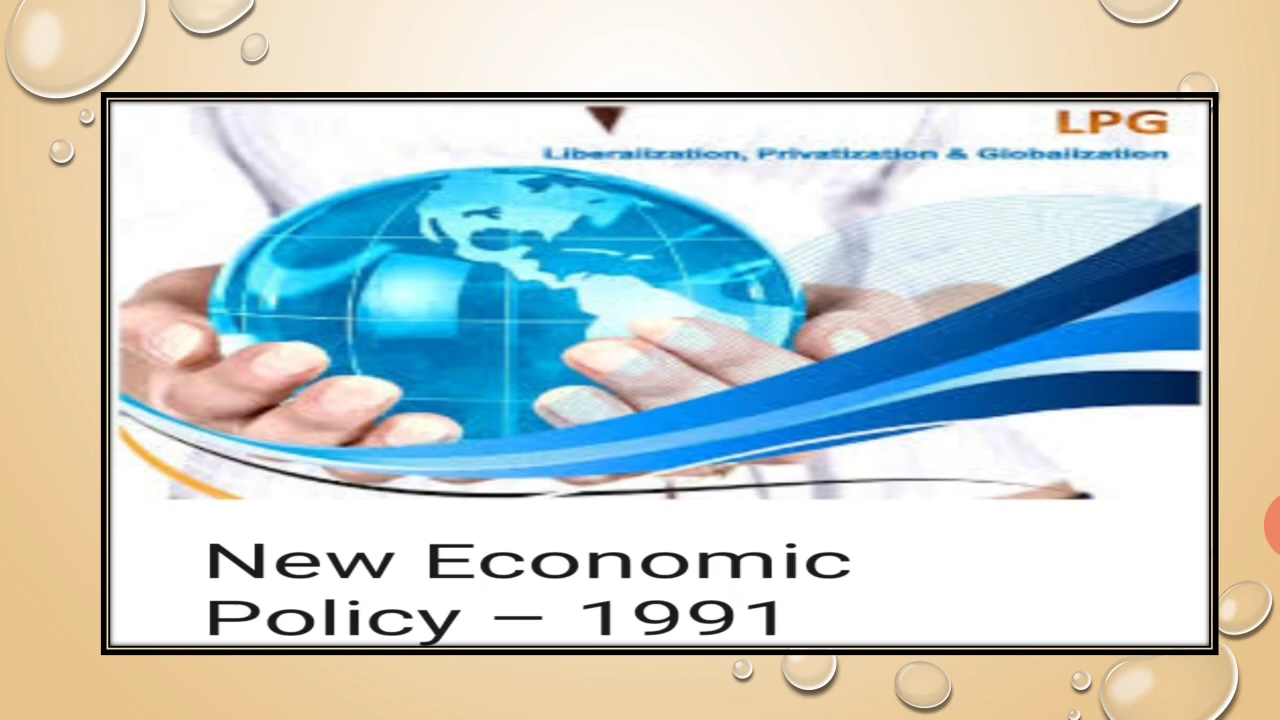 LPG
Liberalization, Privatization & Globalization
New Economic
Policy – 1991